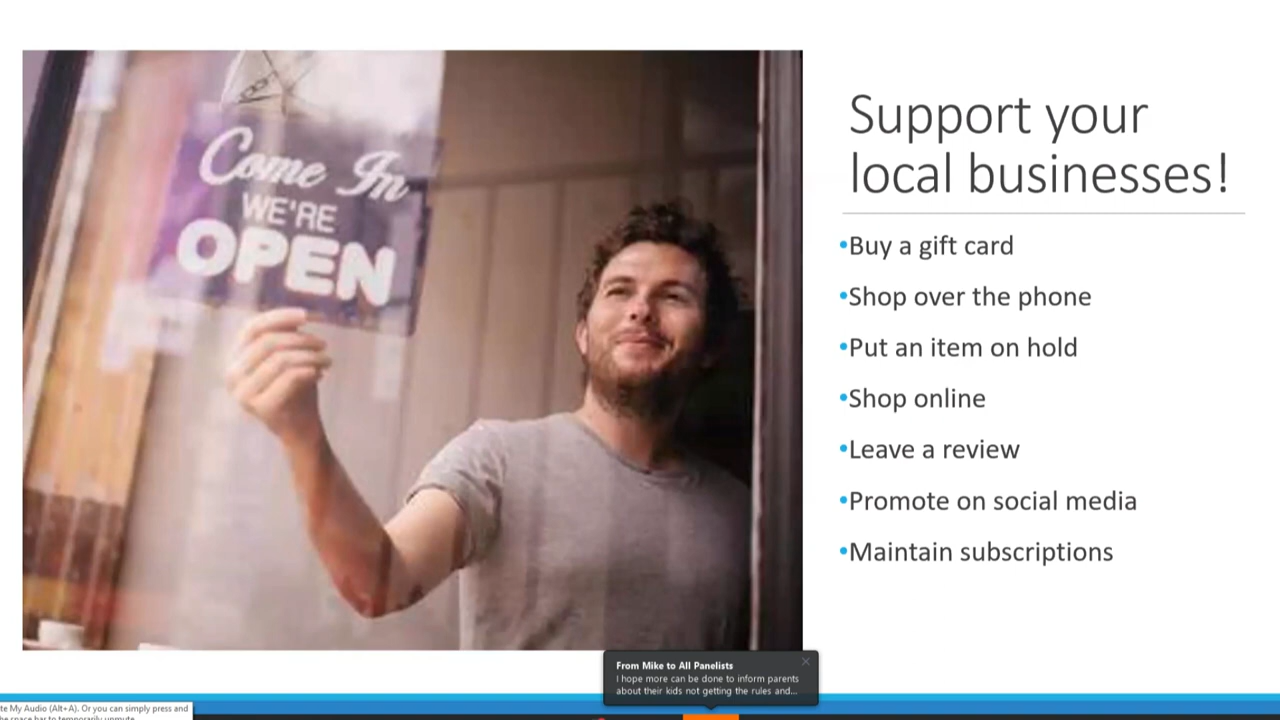 Come In
WE'RE
OPEN
Support your
local businesses!
•Buy a gift card
•Shop over the phone
•Put an item on hold
•Shop online
•Leave a review
•Promote on social media
•Maintain subscriptions
From Mike to All Panelists
I hope more can be done to inform parents
about their kids not getting the rules and...
te My Audio (Alt+A). Or you can simply press and
to temporarily unmute